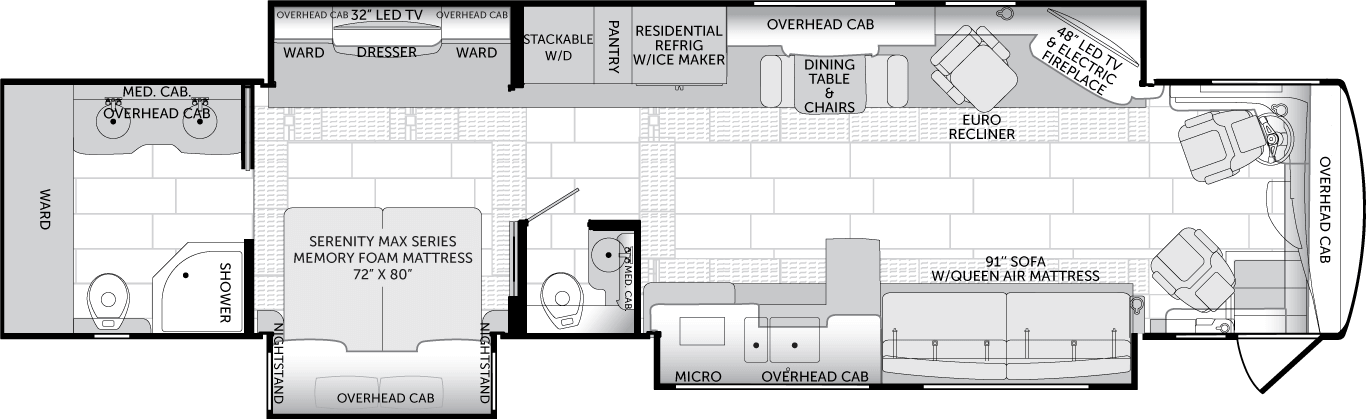 OVERHEAD CAB
32" LED TV
OVERHEAD CAB
WARD
DRESSER
WARD
STACKABLE
W/D
PANTRY
RESIDENTIAL
REFRIG
W/ICE MAKER
OVERHEAD CAB
DINING
TABLE
&
CHAIRS
EURO
RECLINER
48" LED TV
& ELECTRIC
FIREPLACE
MED. CAB.
OVERHEAD CAB
WARD
SHOWER
SERENITY MAX SERIES
MEMORY FOAM MATTRESS
72" X 80"
NIGHTSTAND
OVERHEAD CAB
NIGHTSTAND
MED. CAB.
MICRO
OVERHEAD CAB
91" SOFA
W/QUEEN AIR MATTRESS
OVERHEAD CAB